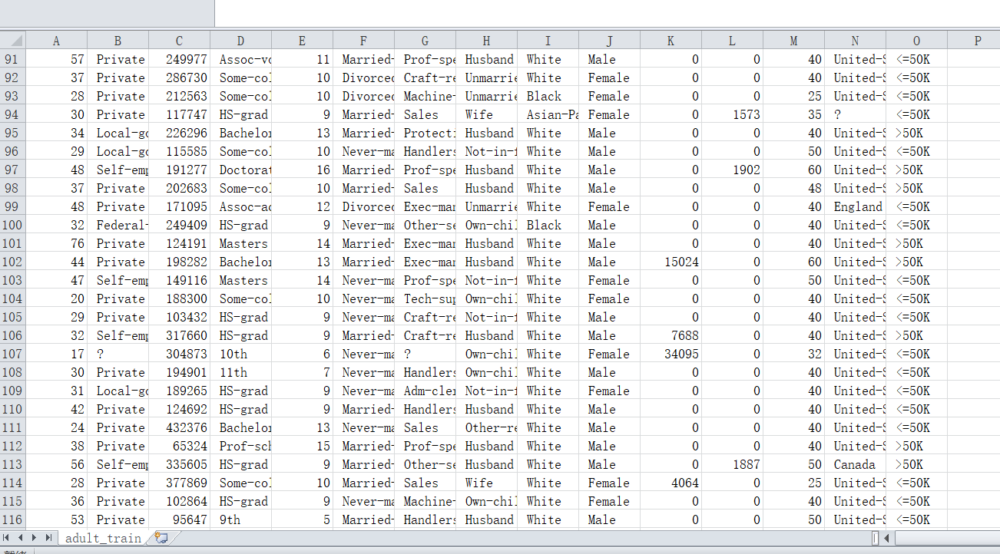 A B C D E F G H I J K L M N O P
91 57 Private 249977 Assoc-vo 11 Married- Prof-spe Husband White Male 0 0 40 United-S <=50K
92 37 Private 286730 Some-col 10 Divorced Craft-re Unmarrie White Female 0 0 40 United-S <=50K
93 28 Private 212563 Some-col 10 Divorced Machine- Unmarrie Black Female 0 0 25 United-S <=50K
94 30 Private 117747 HS-grad 9 Married- Sales Wife Asian-Pa Female 0 1573 35 ? <=50K
95 34 Local-go 226296 Bachelor 13 Married- Protecti Husband White Male 0 0 40 United-S >50K
96 29 Local-go 115585 Some-col 10 Never-ma Handlers Not-in-f White Male 0 0 50 United-S <=50K
97 48 Self-emp 191277 Doctorat 16 Married- Prof-spe Husband White Male 0 1902 60 United-S >50K
98 37 Private 202683 Some-col 10 Married- Sales Husband White Male 0 0 48 United-S >50K
99 48 Private 171095 Assoc-ac 12 Divorced Exec-man Unmarrie White Female 0 0 40 England <=50K
100 32 Federal- 249409 HS-grad 9 Never-ma Other-se Own-chil Black Male 0 0 40 United-S <=50K
101 76 Private 124191 Masters 14 Married- Exec-man Husband White Male 0 0 40 United-S >50K
102 44 Private 198282 Bachelor 13 Married- Exec-man Husband White Male 15024 0 60 United-S >50K
103 47 Self-emp 149116 Masters 14 Never-ma Prof-spe Not-in-f White Female 0 0 50 United-S <=50K
104 20 Private 188300 Some-col 10 Never-ma Tech-sup Own-chil White Female 0 0 40 United-S <=50K
105 29 Private 103432 HS-grad 9 Never-ma Craft-re Not-in-f White Male 0 0 40 United-S <=50K
106 32 Self-emp 317660 HS-grad 9 Married- Craft-re Husband White Male 7688 0 40 United-S >50K
107 17 ? 304873 10th 6 Never-ma ? Own-chil White Female 34095 0 32 United-S <=50K
108 30 Private 194901 11th 7 Never-ma Handlers Own-chil White Male 0 0 40 United-S <=50K
109 31 Local-go 189265 HS-grad 9 Never-ma Adm-cler Not-in-f White Female 0 0 40 United-S <=50K
110 42 Private 124692 HS-grad 9 Married- Handlers Husband White Male 0 0 40 United-S <=50K
111 24 Private 432376 Bachelor 13 Never-ma Sales Other-re White Male 0 0 40 United-S <=50K
112 38 Private 65324 Prof-sch 15 Married- Prof-spe Husband White Male 0 0 40 United-S >50K
113 56 Self-emp 335605 HS-grad 9 Married- Other-se Husband White Male 0 1887 50 Canada >50K
114 28 Private 377869 Some-col 10 Married- Sales Wife White Female 4064 0 25 United-S <=50K
115 36 Private 102864 HS-grad 9 Never-ma Machine- Own-chil White Female 0 0 40 United-S <=50K
116 53 Private 95647 9th 5 Married- Handlers Husband White Male 0 0 50 United-S <=50K
adult_train